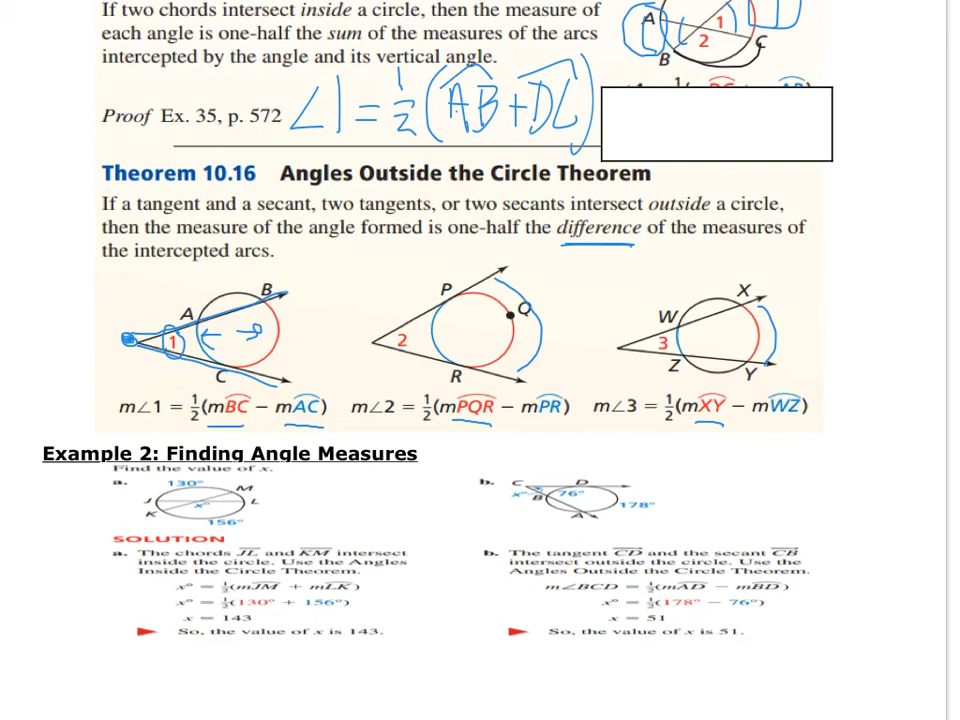 If two chords intersect inside a circle, then the measure of
each angle is one-half the sum of the measures of the arcs
intercepted by the angle and its vertical angle.
A 1
2
B C
Proof Ex. 35, p. 572 ∠1 = 1/2 (AB + DC)
Theorem 10.16 Angles Outside the Circle Theorem
If a tangent and a secant, two tangents, or two secants intersect outside a circle,
then the measure of the angle formed is one-half the difference of the measures of
the intercepted arcs.
B P X
A Q W
1 2 3
C R Z Y
m∠1 = 1/2(mBC − mAC) m∠2 = 1/2(mPQR − mPR) m∠3 = 1/2(mXY − mWZ)
Example 2: Finding Angle Measures
Find the value of x.
a. 130° M J L x° K 156°
b. C D x° B 76° 178° A
SOLUTION
a. The chords JL and KM intersect
inside the circle. Use the Angles
Inside the Circle Theorem.
x° = 1/2(mJM + mLK)
x° = 1/2(130° + 156°)
x = 143
So, the value of x is 143.
b. The tangent CD and the secant CB
intersect outside the circle. Use the
Angles Outside the Circle Theorem.
m∠BCD = 1/2(mAD − mBD)
x° = 1/2(178° − 76°)
x = 51
So, the value of x is 51.